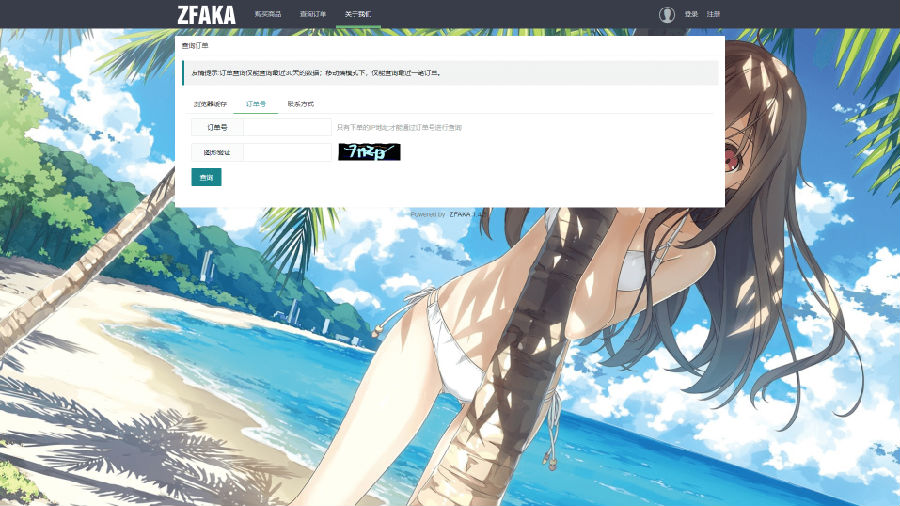 ZFAKA 购买商品 查询订单 关于我们 登录 注册
查询订单
友情提示:订单查询仅能查询最近30天的数据；移动端模式下，仅能查询最近一笔订单。
浏览器缓存 订单号 联系方式
订单号 只有下单的IP地址才能通过订单号进行查询
图形验证
查询
Powered by ZFAKA